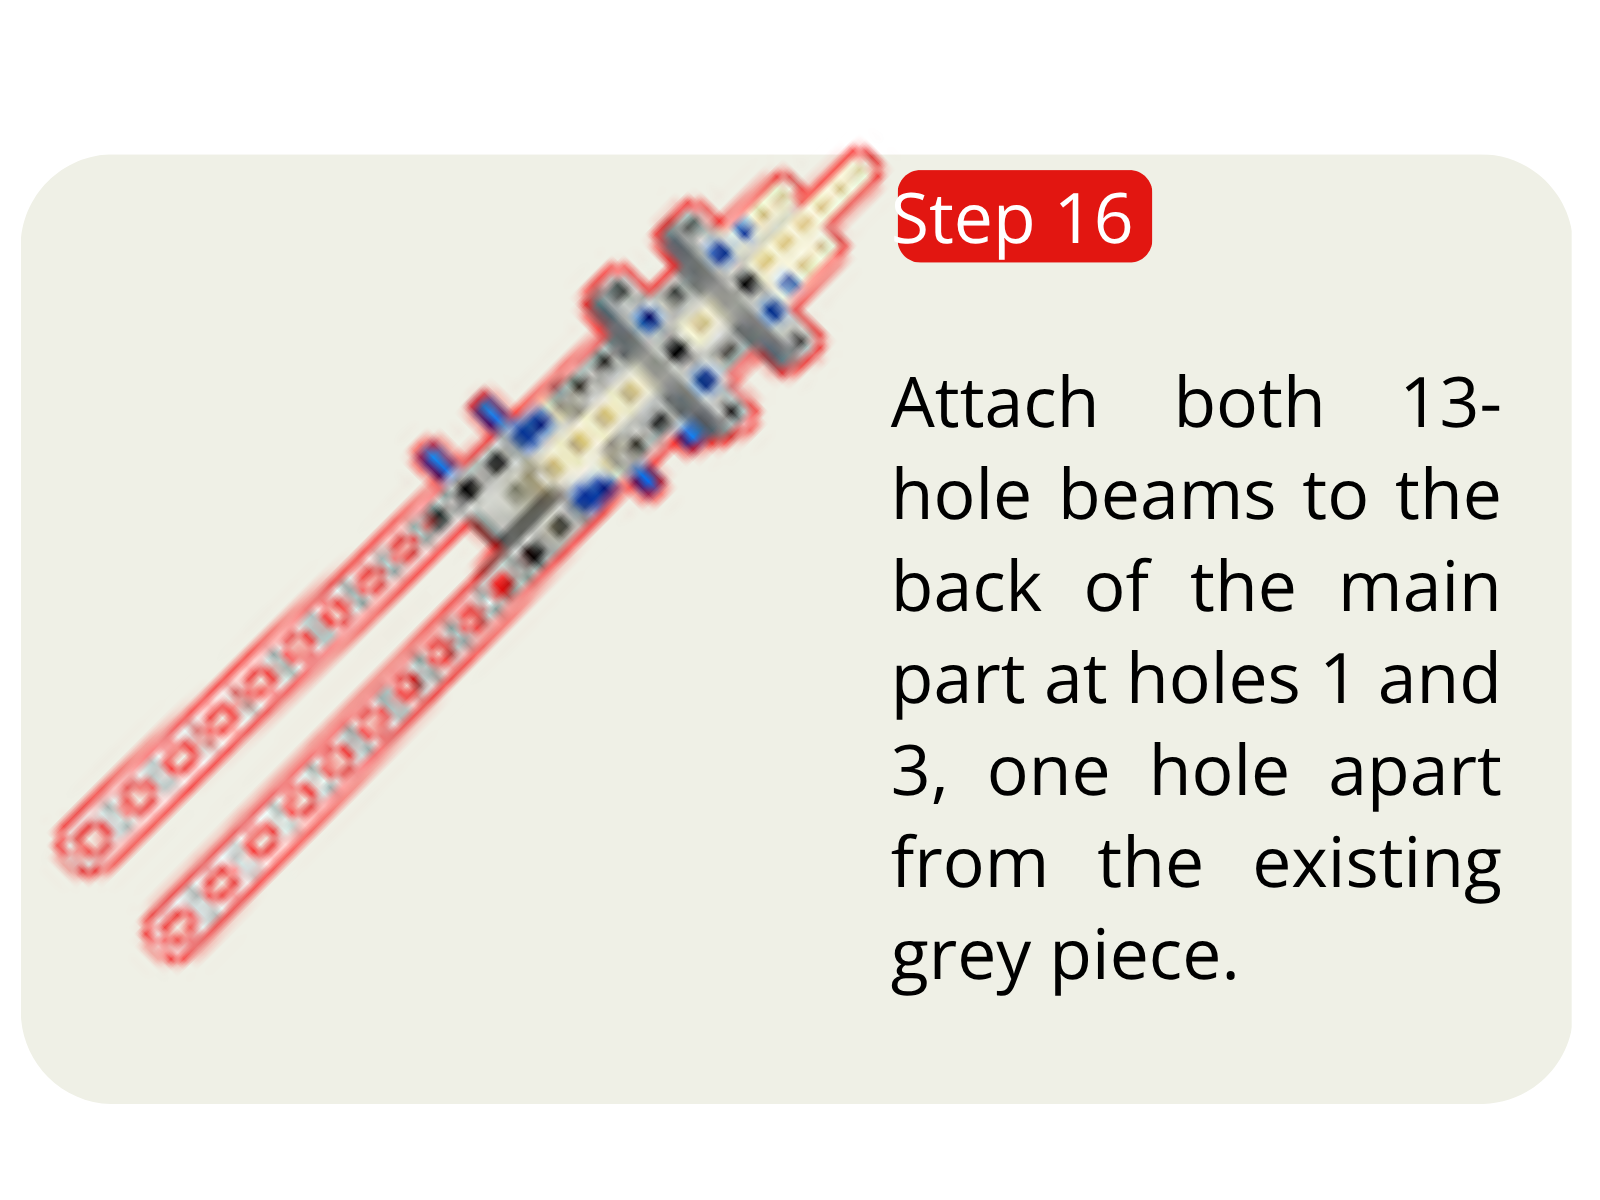 Step 16
Attach both 13-
hole beams to the
back of the main
part at holes 1 and
3, one hole apart
from the existing
grey piece.